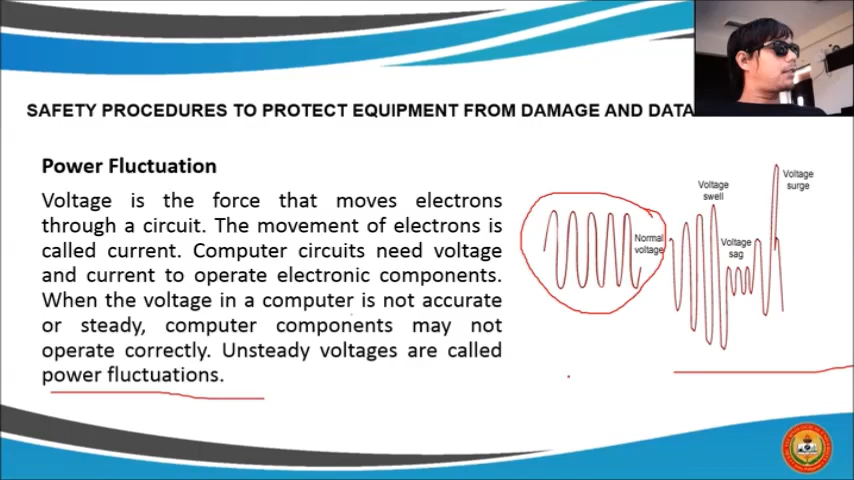 SAFETY PROCEDURES TO PROTECT EQUIPMENT FROM DAMAGE AND DATA
Power Fluctuation
Voltage is the force that moves electrons
through a circuit. The movement of electrons is
called current. Computer circuits need voltage
and current to operate electronic components.
When the voltage in a computer is not accurate
or steady, computer components may not
operate correctly. Unsteady voltages are called
power fluctuations.
Normal
voltage
Voltage
swell
Voltage
sag
Voltage
surge